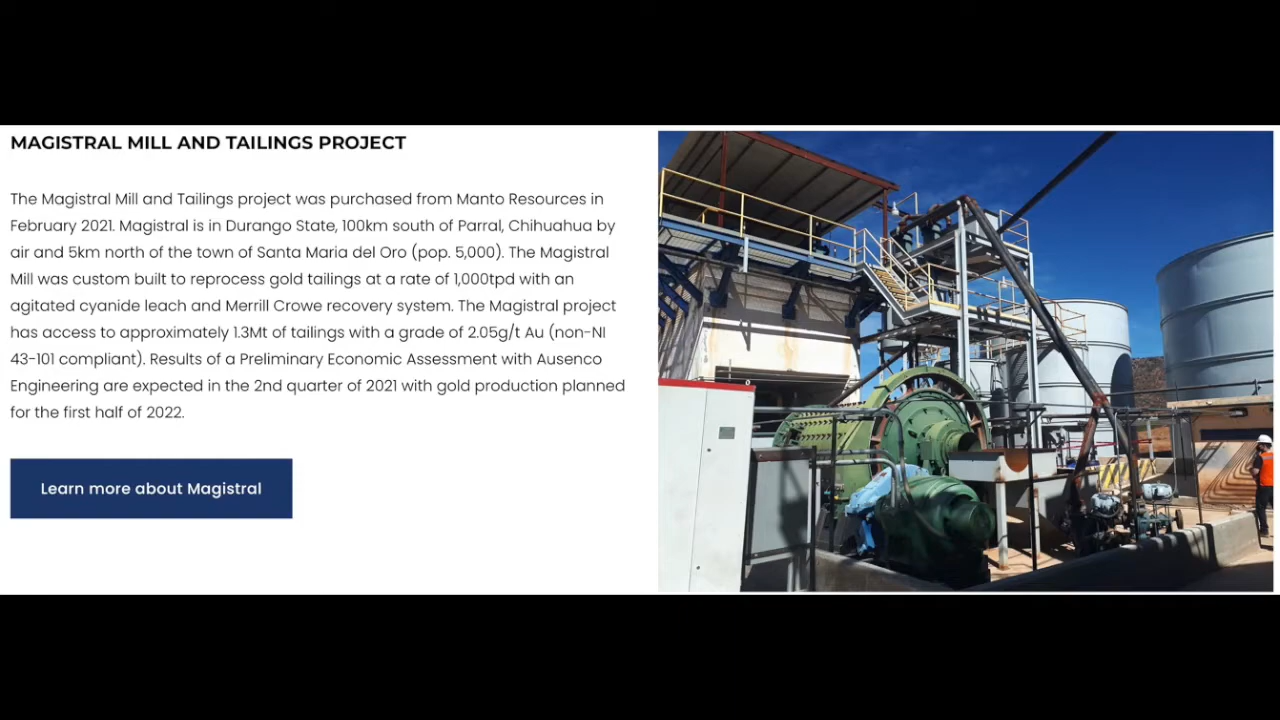 MAGISTRAL MILL AND TAILINGS PROJECT
The Magistral Mill and Tailings project was purchased from Manto Resources in
February 2021. Magistral is in Durango State, 100km south of Parral, Chihuahua by
air and 5km north of the town of Santa Maria del Oro (pop. 5,000). The Magistral
Mill was custom built to reprocess gold tailings at a rate of 1,000tpd with an
agitated cyanide leach and Merrill Crowe recovery system. The Magistral project
has access to approximately 1.3Mt of tailings with a grade of 2.05g/t Au (non-NI
43-101 compliant). Results of a Preliminary Economic Assessment with Ausenco
Engineering are expected in the 2nd quarter of 2021 with gold production planned
for the first half of 2022.
Learn more about Magistral